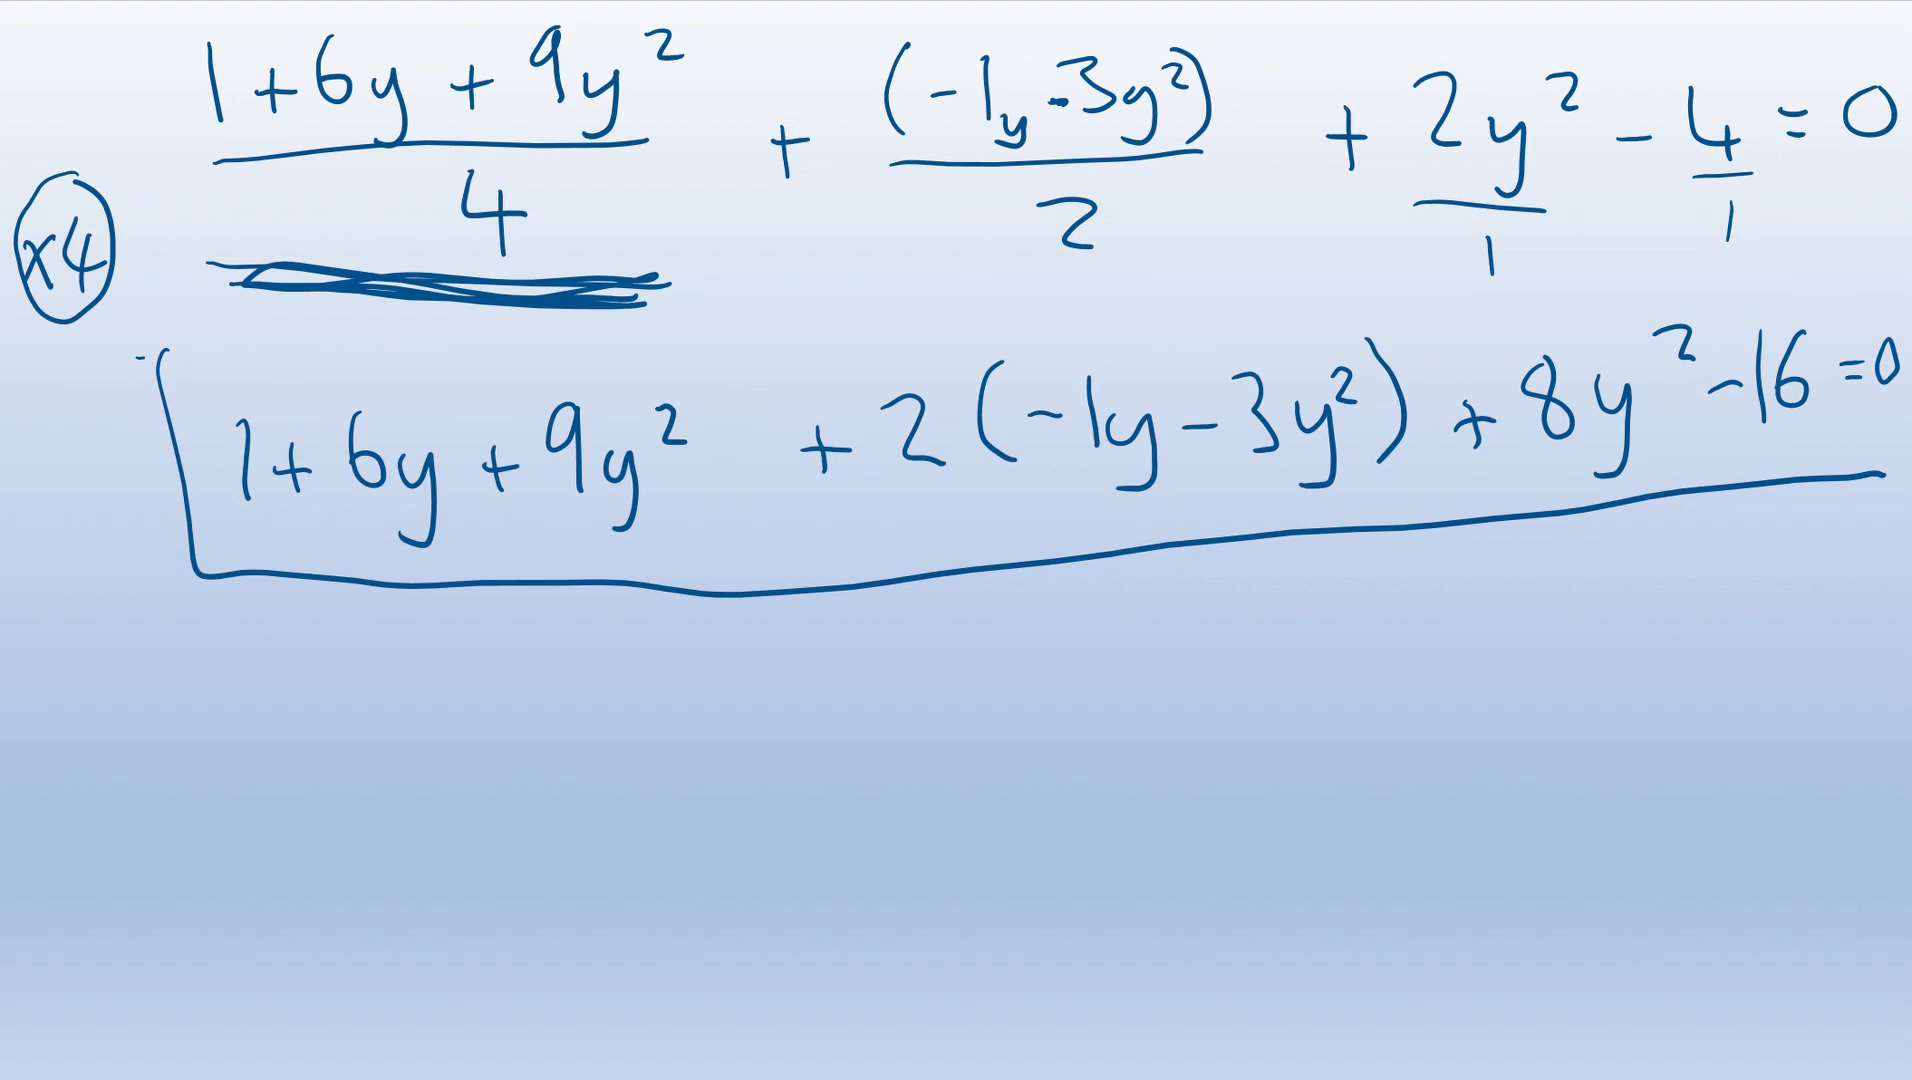 (1+6y+9y²)/4 + (-1y-3y²)/2 + 2y²/1 - 4/1 = 0
x4
1+6y+9y² +2(-1y-3y²)+8y²-16=0